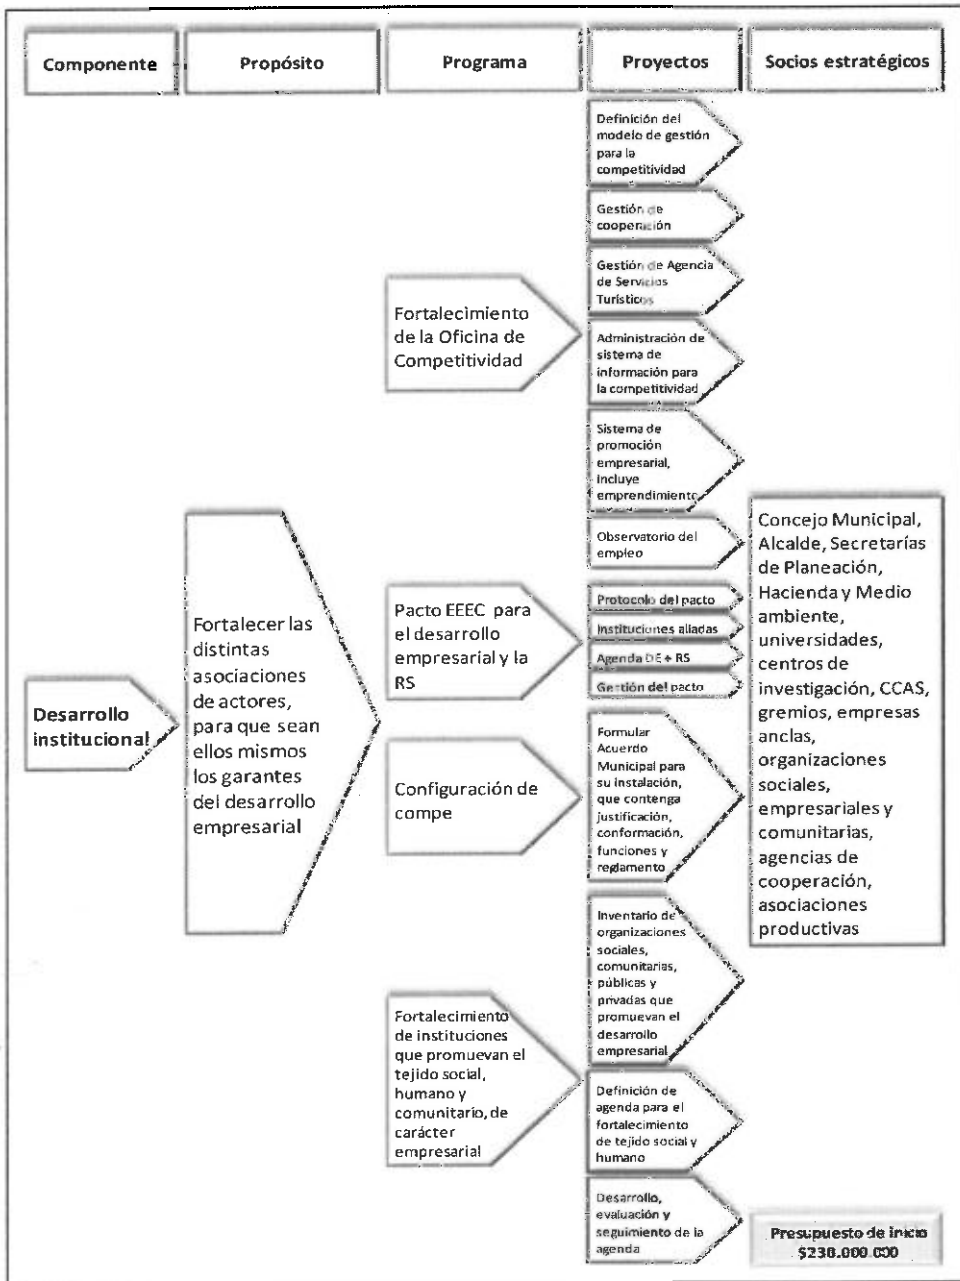 Componente
Propósito
Programa
Proyectos
Socios estratégicos
Desarrollo
institucional
Fortalecer las
distintas
asociaciones
de actores,
para que sean
ellos mismos
los garantes
del desarrollo
empresarial
Fortalecimiento
de la Oficina de
Competitividad
Definición del
modelo de gestión
para la
competitividad
Gestión de
cooperación
Gestión de Agencia
de Servicios
Turísticos
Administración de
sistema de
información para
la competitividad
Sistema de
promoción
empresarial,
incluye
emprendimiento
Observatorio del
empleo
Pacto EEEC para
el desarrollo
empresarial y la
RS
Protocolo del pacto
Instituciones aliadas
Agenda DE + RS
Gestión del pacto
Configuración de
compe
Formular
Acuerdo
Municipal para
su instalación,
que contenga
justificación,
conformación,
funciones y
reglamento
Fortalecimiento
de instituciones
que promuevan el
tejido social,
humano y
comunitario, de
carácter
empresarial
Inventario de
organizaciones
sociales,
comunitarias,
públicas y
privadas que
promuevan el
desarrollo
empresarial
Definición de
agenda para el
fortalecimiento
de tejido social y
humano
Desarrollo,
evaluación y
seguimiento de la
agenda
Concejo Municipal,
Alcalde, Secretarías
de Planeación,
Hacienda y Medio
ambiente,
universidades,
centros de
investigación, CCAS,
gremios, empresas
anclas,
organizaciones
sociales,
empresariales y
comunitarias,
agencias de
cooperación,
asociaciones
productivas
Presupuesto de inicio
$230.000.000